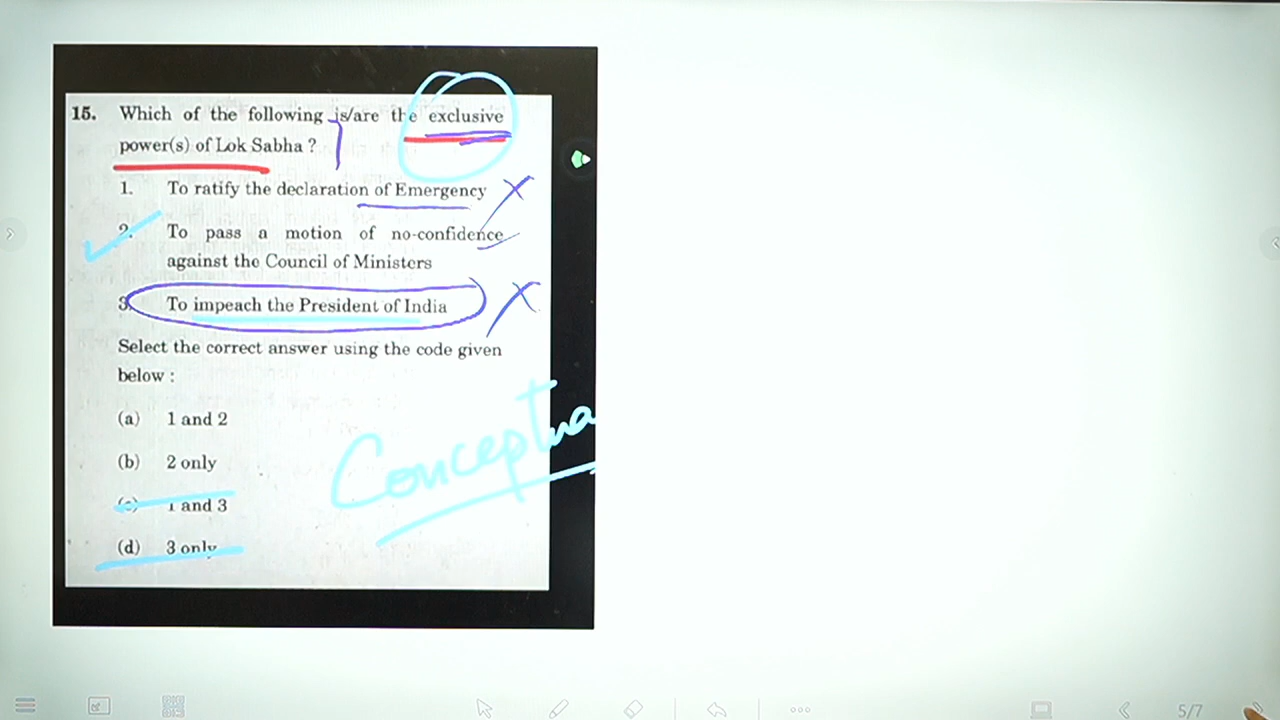 15. Which of the following is/are the exclusive
power(s) of Lok Sabha ?
1. To ratify the declaration of Emergency
2. To pass a motion of no-confidence
against the Council of Ministers
3. To impeach the President of India
Select the correct answer using the code given
below :
(a) 1 and 2
(b) 2 only
(c) 1 and 3
(d) 3 only
Conceptua
5/7